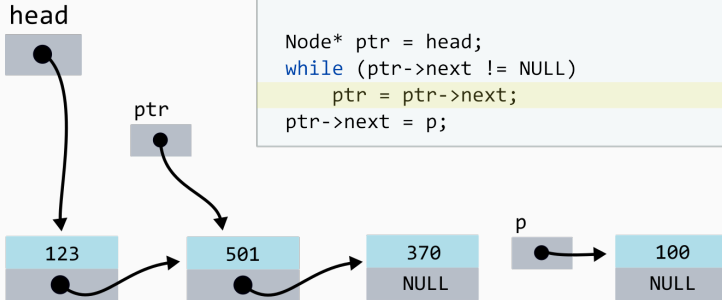 head
Node* ptr = head;
while (ptr->next != NULL)
ptr = ptr->next;
ptr->next = p;
ptr
p
123
501
370
100
NULL
NULL